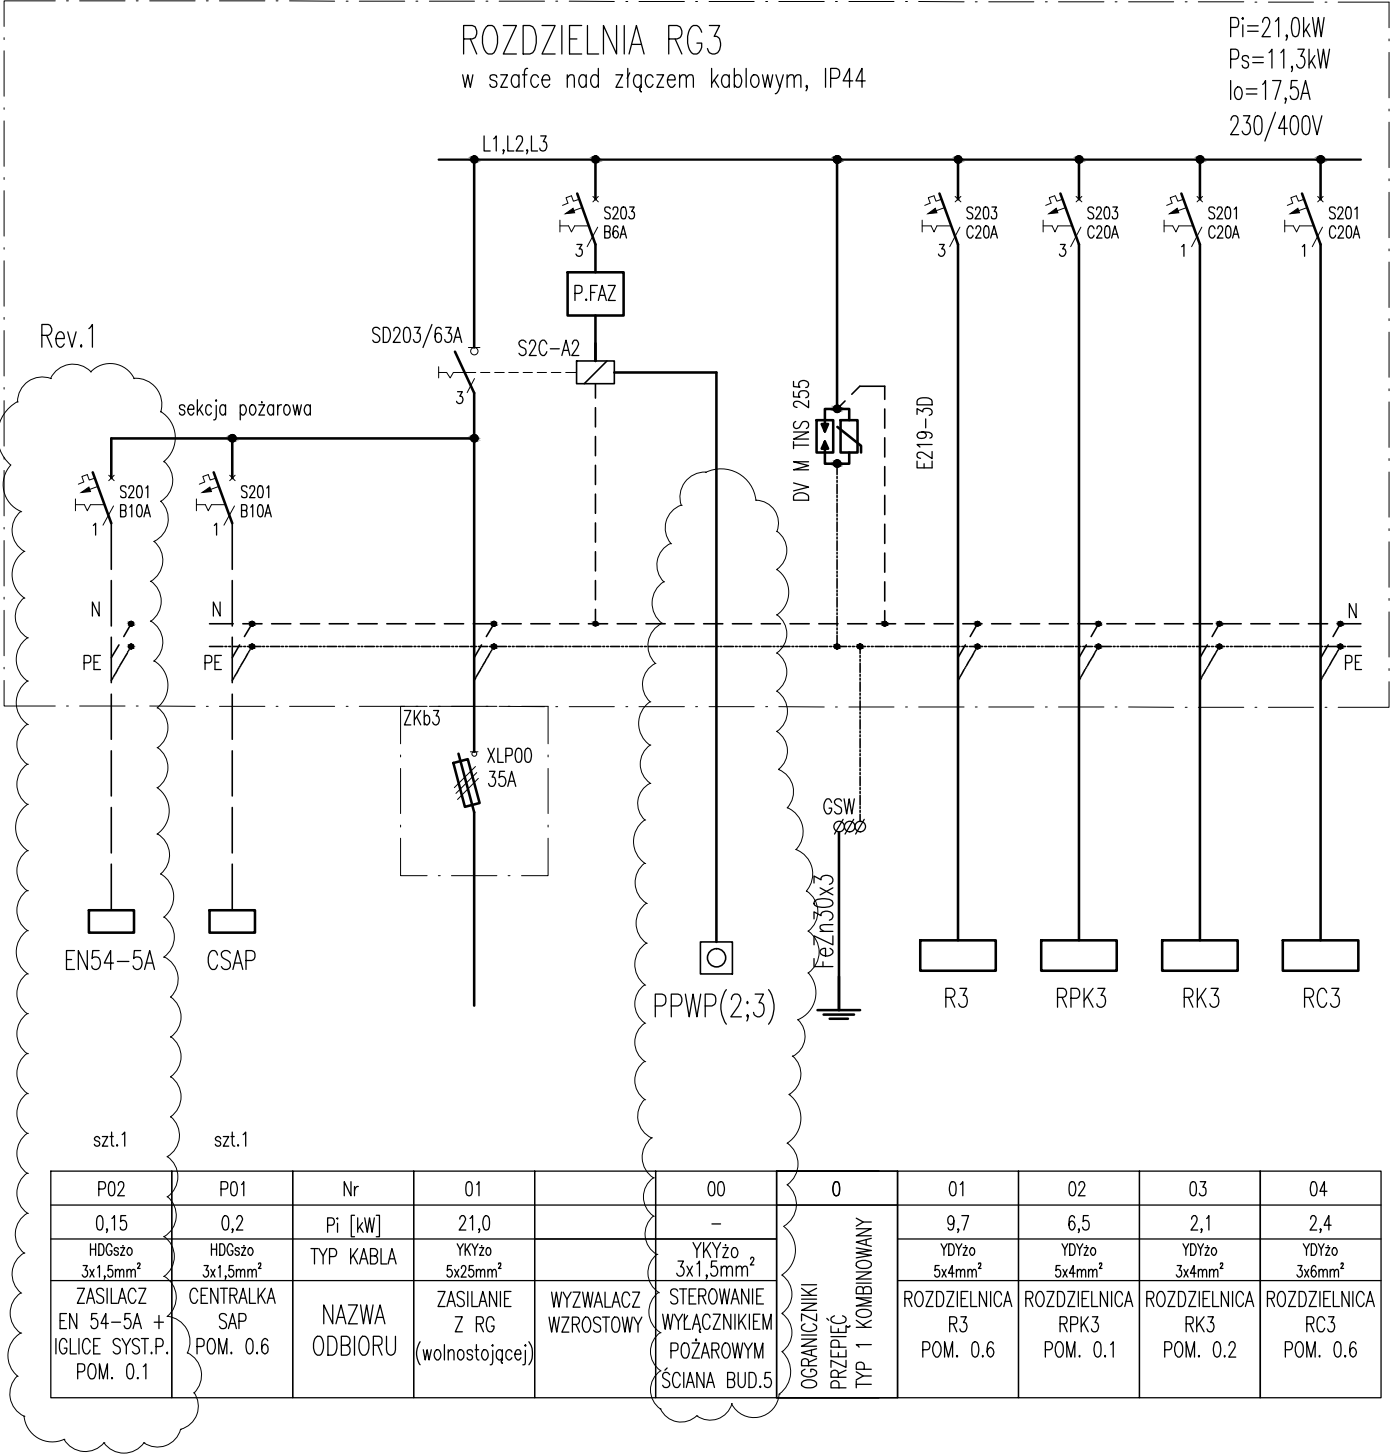 ROZDZIELNIA RG3
w szafce nad złączem kablowym, IP44
Pi=21,0kW
Ps=11,3kW
Io=17,5A
230/400V
L1,L2,L3
S203
B6A
3
P.FAZ
S203
C20A
3
S203
C20A
3
S201
C20A
1
S201
C20A
1
Rev.1
SD203/63A
3
S2C-A2
sekcja pożarowa
DV M TNS 255
E219-3D
S201
B10A
1
S201
B10A
1
N
N
N
PE
PE
PE
ZKb3
XLP00
35A
GSW
FeZn30x3
EN54-5A
CSAP
PPWP(2;3)
R3
RPK3
RK3
RC3
szt.1
szt.1
P02 P01 Nr 01 00 0 01 02 03 04
0,15 0,2 Pi [kW] 21,0 – 9,7 6,5 2,1 2,4
HDGsżo
3x1,5mm²
HDGsżo
3x1,5mm²
TYP KABLA
YKYżo
5x25mm²
YKYżo
3x1,5mm²
YDYżo
5x4mm²
YDYżo
5x4mm²
YDYżo
3x4mm²
YDYżo
3x6mm²
ZASILACZ
EN 54-5A +
IGLICE SYST.P.
POM. 0.1
CENTRALKA
SAP
POM. 0.6
NAZWA
ODBIORU
ZASILANIE
Z RG
(wolnostojącej)
WYZWALACZ
WZROSTOWY
STEROWANIE
WYŁĄCZNIKIEM
POŻAROWYM
ŚCIANA BUD.5
OGRANICZNIKI
PRZEPIĘĆ
TYP 1 KOMBINOWANY
ROZDZIELNICA
R3
POM. 0.6
ROZDZIELNICA
RPK3
POM. 0.1
ROZDZIELNICA
RK3
POM. 0.2
ROZDZIELNICA
RC3
POM. 0.6